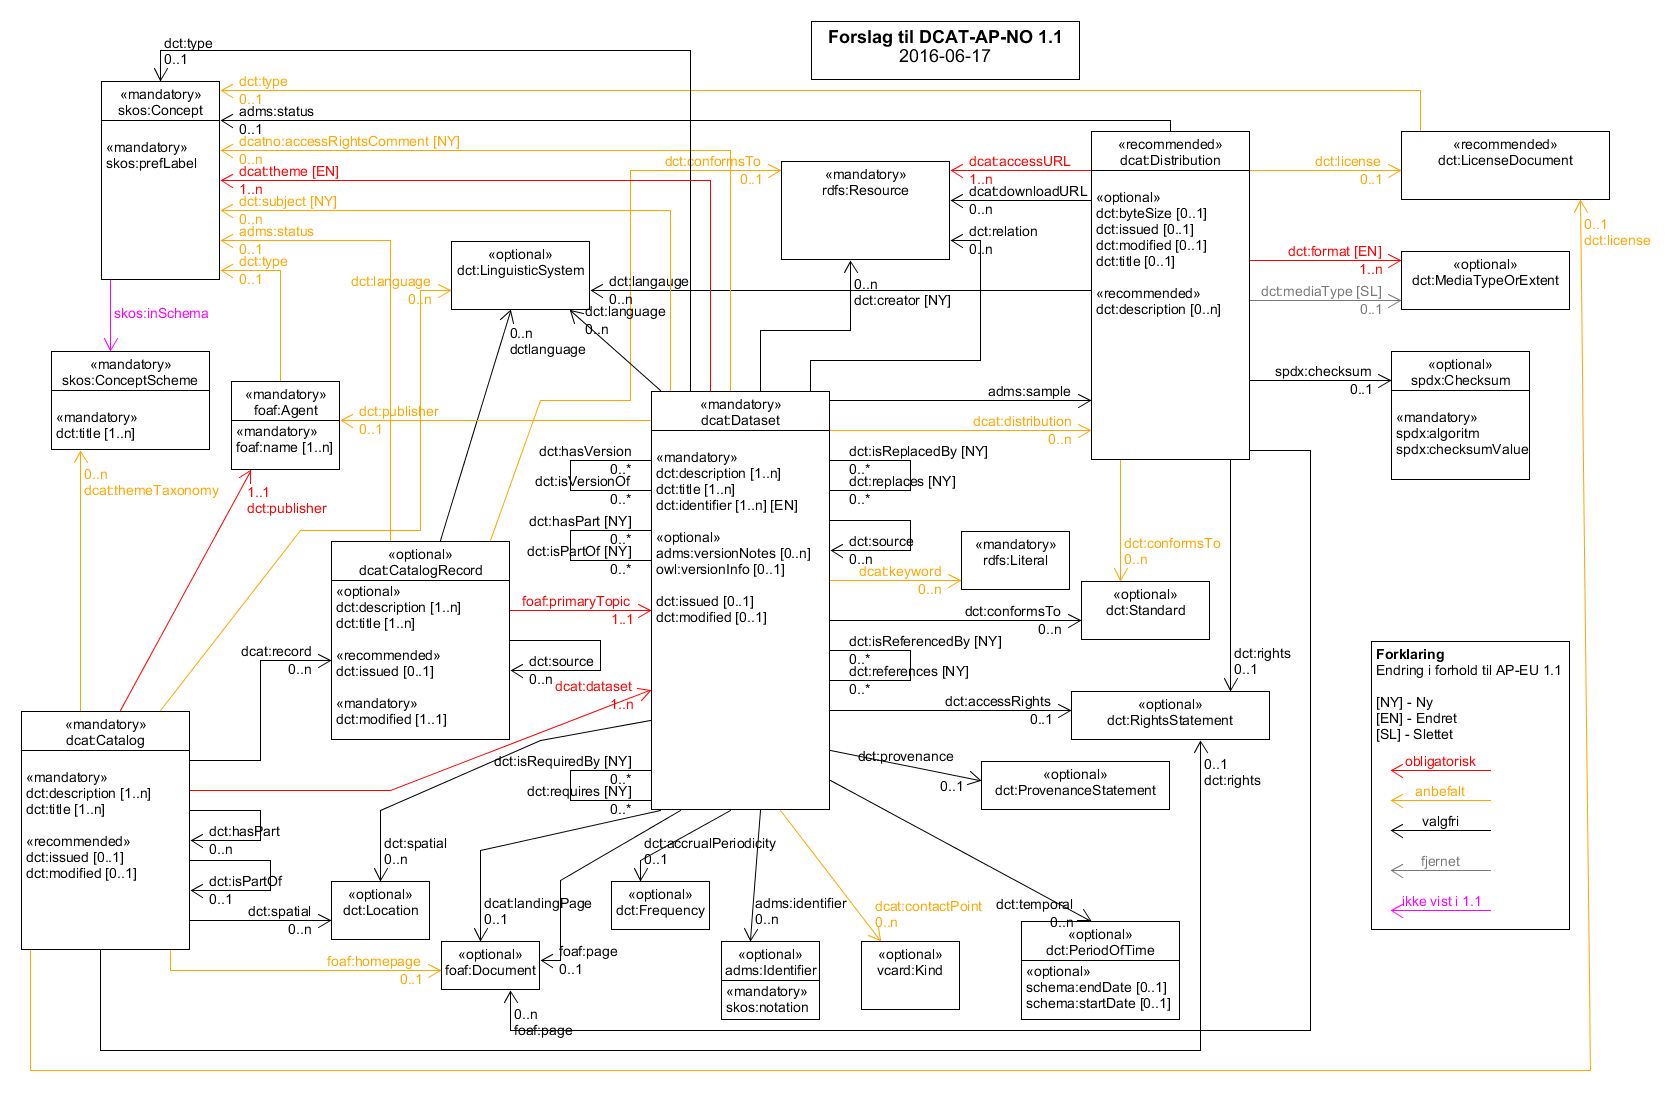 Forslag til DCAT-AP-NO 1.1
2016-06-17
dct:type
0..1
«mandatory»
skos:Concept
«mandatory»
skos:prefLabel
dct:type
0..1
adms:status
0..1
dcatno:accessRightsComment [NY]
0..n
dcat:theme [EN]
1..n
dct:subject [NY]
0..n
adms:status
0..1
dct:type
0..1
skos:inSchema
«mandatory»
skos:ConceptScheme
«mandatory»
dct:title [1..n]
«mandatory»
foaf:Agent
«mandatory»
foaf:name [1..n]
dct:publisher
0..1
0..n
dcat:themeTaxonomy
1..1
dct:publisher
«optional»
dct:LinguisticSystem
dct:language
0..n
dct:langauge
0..n
dct:language
0..n
0..n
dctlanguage
dct:conformsTo
0..1
«mandatory»
rdfs:Resource
dcat:accessURL
1..n
dcat:downloadURL
0..n
dct:relation
0..n
0..n
dct:creator [NY]
«recommended»
dcat:Distribution
«optional»
dct:byteSize [0..1]
dct:issued [0..1]
dct:modified [0..1]
dct:title [0..1]
«recommended»
dct:description [0..n]
dct:license
0..1
«recommended»
dct:LicenseDocument
0..1
dct:license
dct:format [EN]
1..n
dct:mediaType [SL]
0..1
«optional»
dct:MediaTypeOrExtent
spdx:checksum
0..1
«optional»
spdx:Checksum
«mandatory»
spdx:algoritm
spdx:checksumValue
«mandatory»
dcat:Dataset
«mandatory»
dct:description [1..n]
dct:title [1..n]
dct:identifier [1..n] [EN]
«optional»
adms:versionNotes [0..n]
owl:versionInfo [0..1]
dct:issued [0..1]
dct:modified [0..1]
adms:sample
dcat:distribution
0..n
dct:hasVersion
0..*
dct:isVersionOf
0..*
dct:hasPart [NY]
0..*
dct:isPartOf [NY]
0..*
dct:isReplacedBy [NY]
0..*
dct:replaces [NY]
0..*
dct:source
0..n
dcat:keyword
0..n
«mandatory»
rdfs:Literal
dct:conformsTo
0..n
dct:conformsTo
0..n
«optional»
dct:Standard
dct:isReferencedBy [NY]
0..*
dct:references [NY]
0..*
dct:accessRights
0..1
dct:rights
0..1
«optional»
dct:RightsStatement
0..1
dct:rights
dct:provenance
0..1
«optional»
dct:ProvenanceStatement
«optional»
dcat:CatalogRecord
«optional»
dct:description [1..n]
dct:title [1..n]
«recommended»
dct:issued [0..1]
«mandatory»
dct:modified [1..1]
foaf:primaryTopic
1..1
dct:source
0..n
dcat:dataset
1..n
dcat:record
0..n
«mandatory»
dcat:Catalog
«mandatory»
dct:description [1..n]
dct:title [1..n]
«recommended»
dct:issued [0..1]
dct:modified [0..1]
dct:hasPart
0..n
dct:isPartOf
0..1
dct:spatial
0..n
dct:isRequiredBy [NY]
0..*
dct:requires [NY]
0..*
dct:spatial
0..n
«optional»
dct:Location
dcat:landingPage
0..1
foaf:page
0..1
foaf:homepage
0..1
«optional»
foaf:Document
0..n
foaf:page
dct:accrualPeriodicity
0..1
«optional»
dct:Frequency
adms:identifier
0..n
«optional»
adms:Identifier
«mandatory»
skos:notation
dcat:contactPoint
0..n
«optional»
vcard:Kind
dct:temporal
0..n
«optional»
dct:PeriodOfTime
«optional»
schema:endDate [0..1]
schema:startDate [0..1]
Forklaring
Endring i forhold til AP-EU 1.1
[NY] - Ny
[EN] - Endret
[SL] - Slettet
obligatorisk
anbefalt
valgfri
fjernet
ikke vist i 1.1